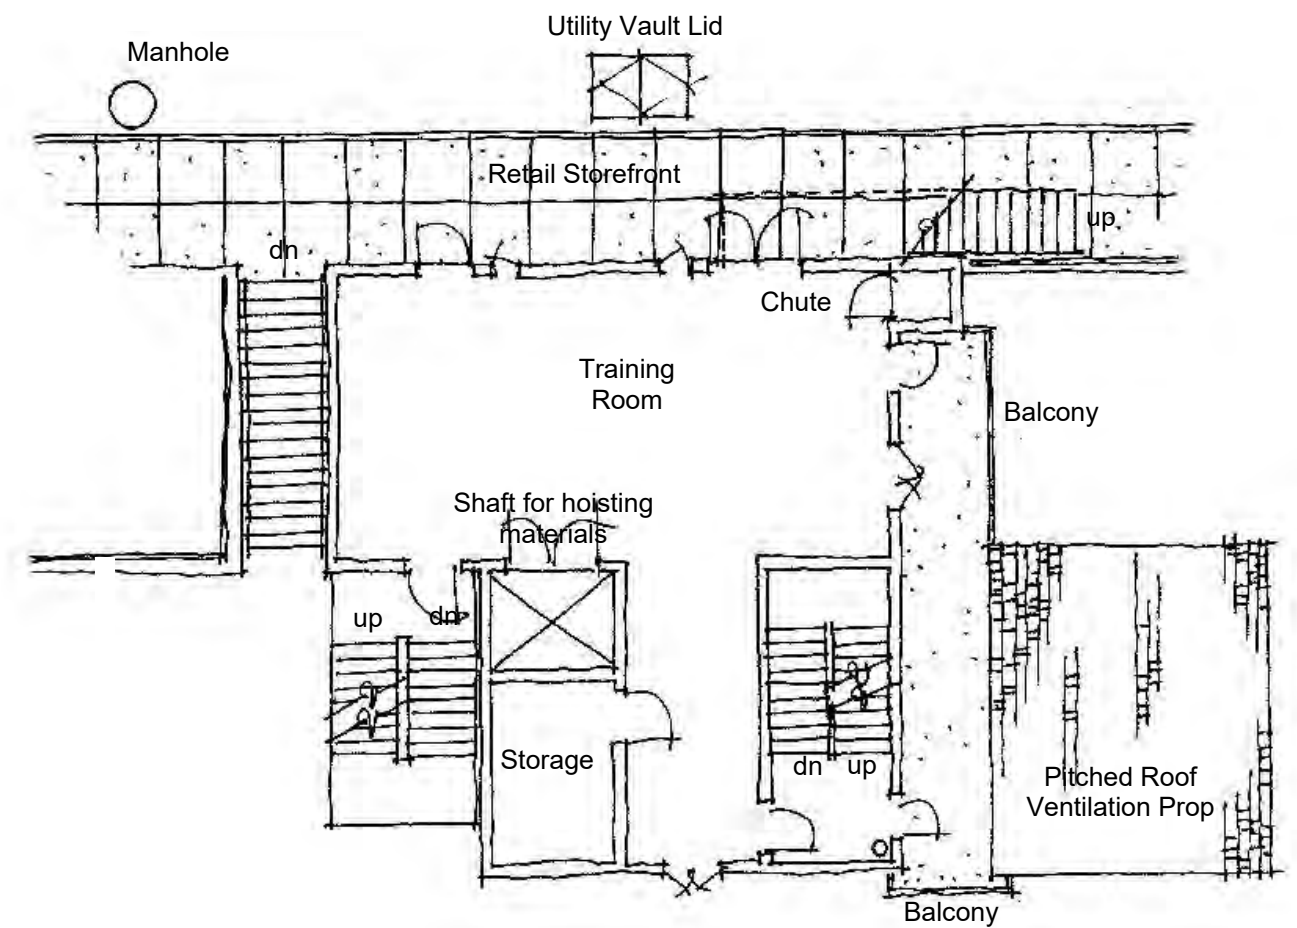 Utility Vault Lid
Manhole
Retail Storefront
up
dn
Chute
Training
Room
Balcony
Shaft for hoisting
materials
up
dn
Storage
dn
up
Pitched Roof
Ventilation Prop
Balcony